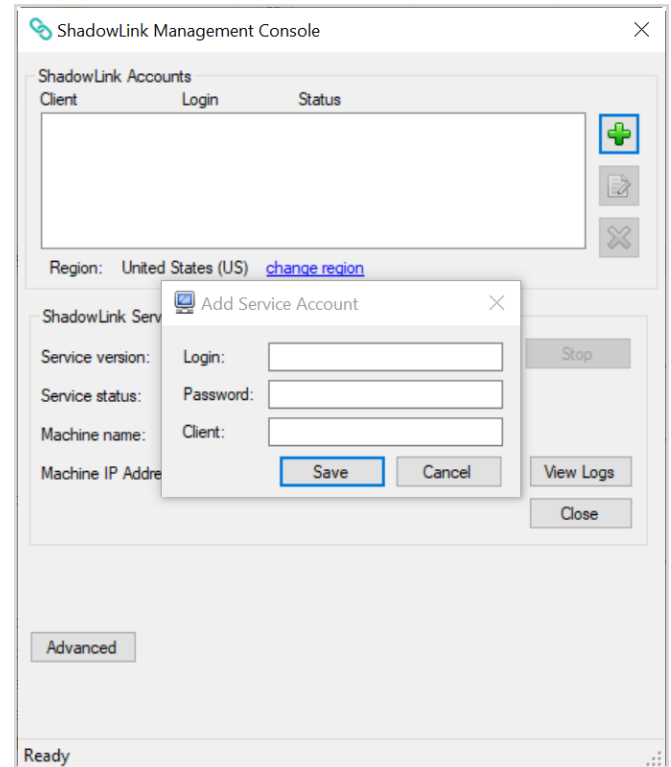 ShadowLink Management Console
ShadowLink Accounts
Client Login Status
Region: United States (US) change region
Add Service Account
ShadowLink Serv
Service version:
Login:
Stop
Service status:
Password:
Machine name:
Client:
Machine IP Addre
Save Cancel
View Logs
Close
Advanced
Ready